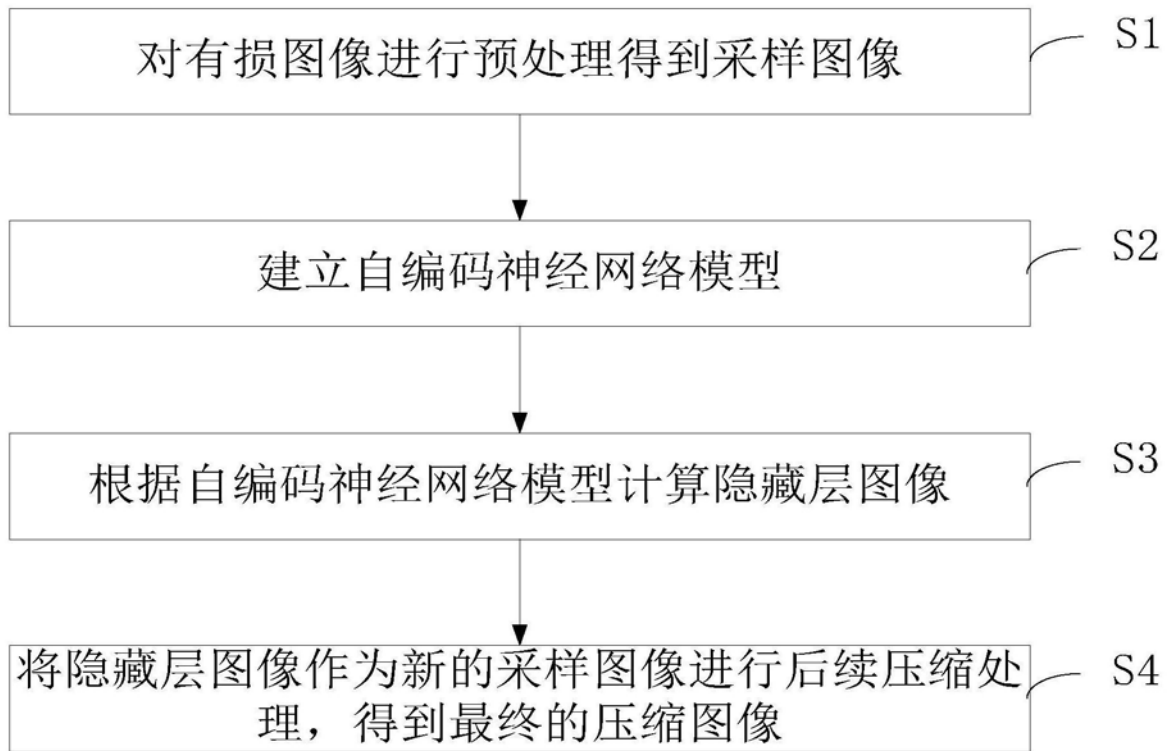 对有损图像进行预处理得到采样图像
S1
建立自编码神经网络模型
S2
根据自编码神经网络模型计算隐藏层图像
S3
将隐藏层图像作为新的采样图像进行后续压缩处
理，得到最终的压缩图像
S4